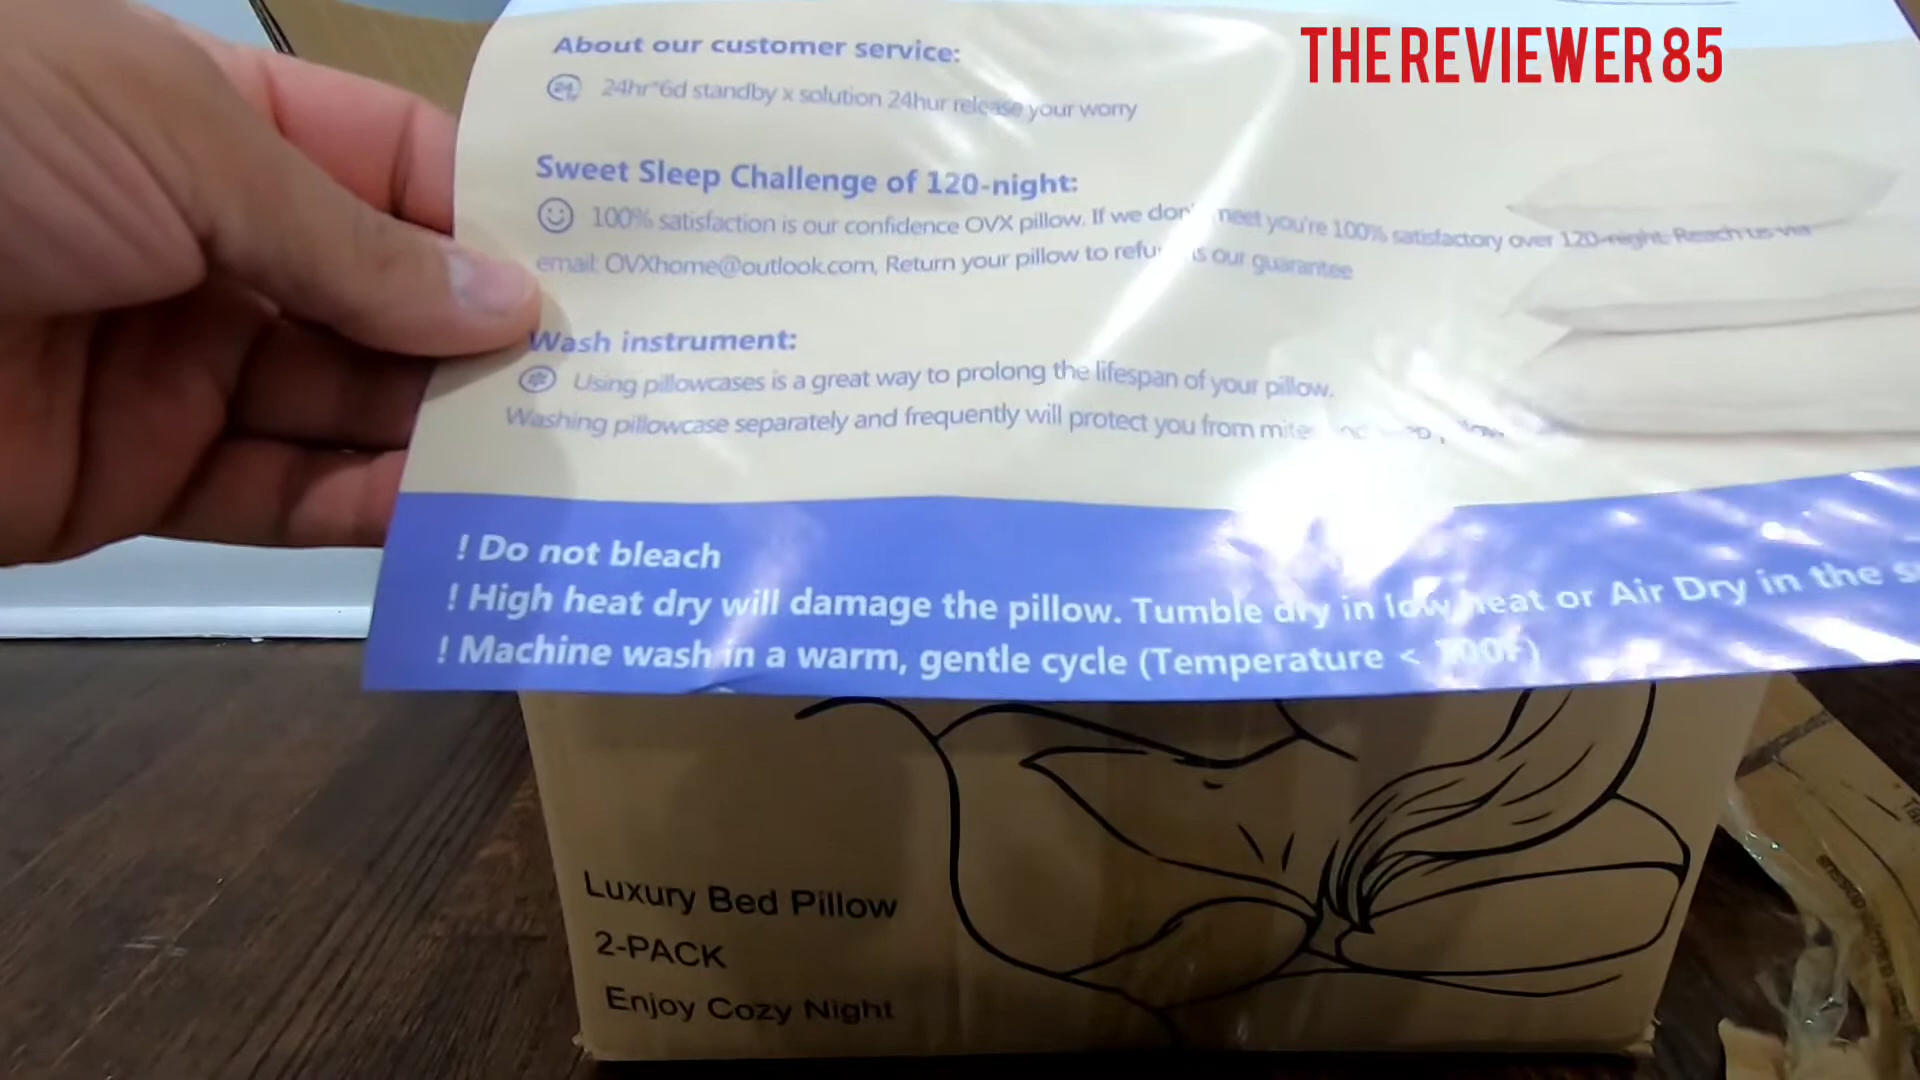 THE REVIEWER 85
About our customer service:
24hr*6d standby x solution 24hur release your worry
Sweet Sleep Challenge of 120-night:
100% satisfaction is our confidence OVX pillow. If we meet you're 100% satisfactory over 120-night. Reach us via
email: OVXhome@outlook.com, Return your pillow to is our guarantee
Wash instrument:
Using pillowcases is a great way to prolong the lifespan of your pillow.
Washing pillowcase separately and frequently will protect you from
! Do not bleach
! High heat dry will damage the pillow. Tumble dry in low heat or Air Dry in the
! Machine wash in a warm, gentle cycle (Temperature <
Luxury Bed Pillow
2-PACK
Enjoy Cozy Night